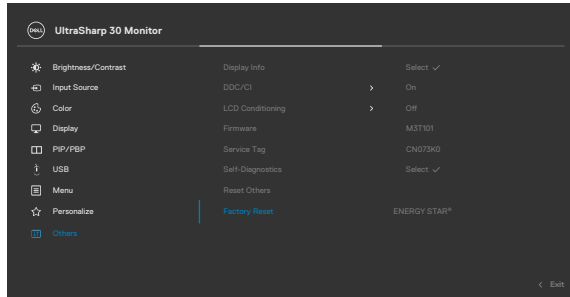 DELL UltraSharp 30 Monitor
Brightness/Contrast Display Info Select ✓
Input Source DDC/CI > On
Color LCD Conditioning > Off
Display Firmware M3T101
PIP/PBP Service Tag CN073K0
USB Self-Diagnostics Select ✓
Menu Reset Others
Personalize Factory Reset ENERGY STAR®
Others
< Exit